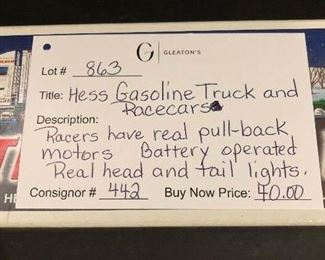 G GLEATON'S
Lot # 863
Title: Hess Gasoline Truck and
Racecars
Description:
Racers have real pull-back
motors Battery operated
Real head and tail lights.
Consignor # 442 Buy Now Price: 40.00
HE